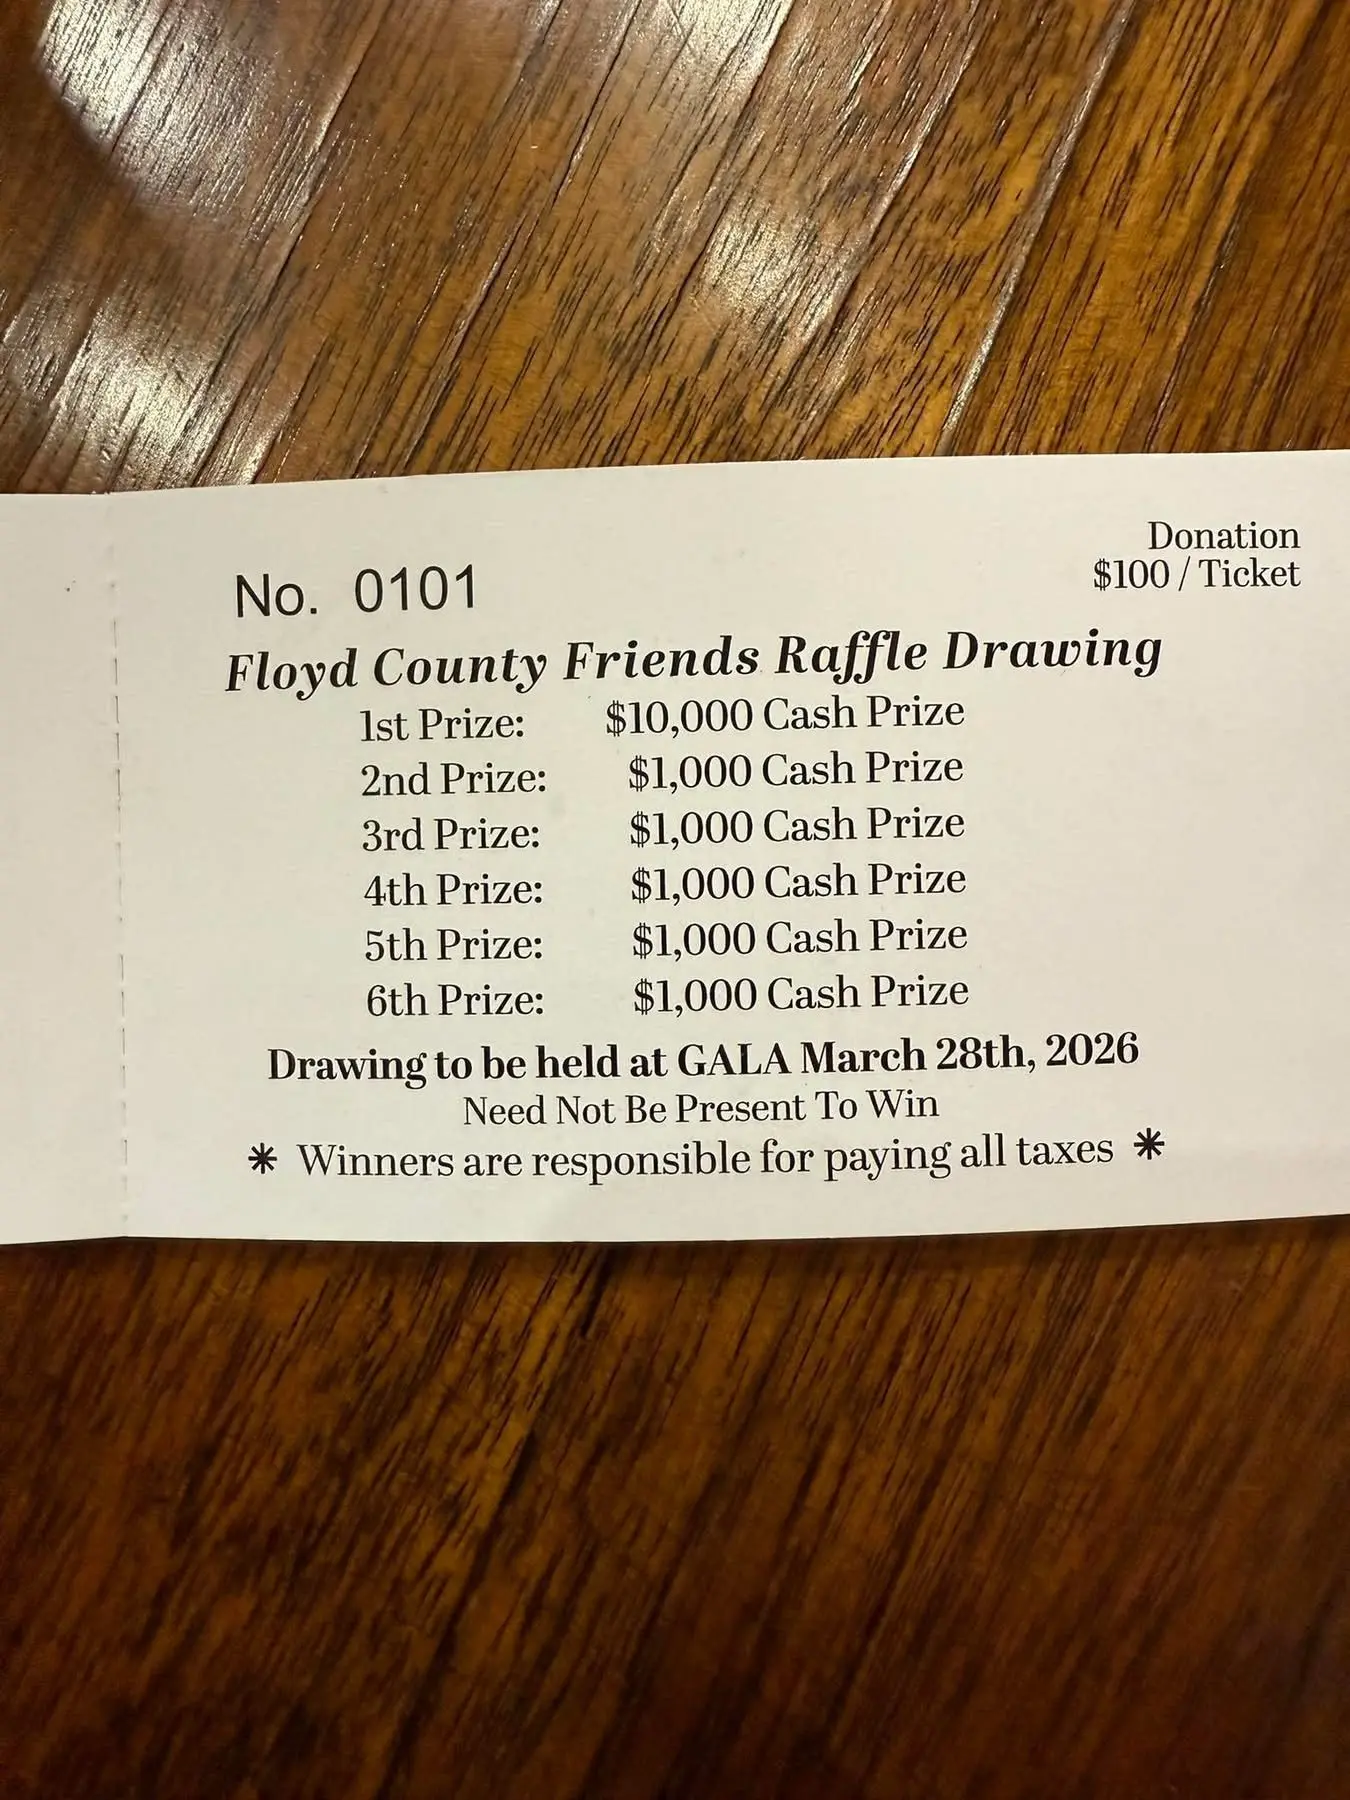 Donation
$100 / Ticket
No. 0101
Floyd County Friends Raffle Drawing
1st Prize: $10,000 Cash Prize
2nd Prize: $1,000 Cash Prize
3rd Prize: $1,000 Cash Prize
4th Prize: $1,000 Cash Prize
5th Prize: $1,000 Cash Prize
6th Prize: $1,000 Cash Prize
Drawing to be held at GALA March 28th, 2026
Need Not Be Present To Win
* Winners are responsible for paying all taxes *